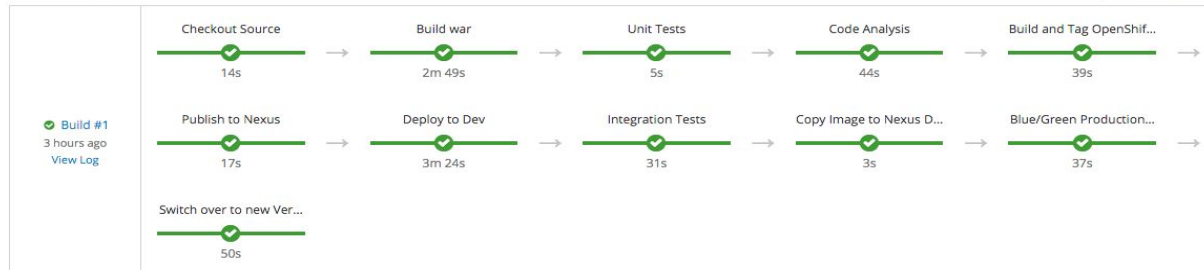 Checkout Source
Build war
Unit Tests
Code Analysis
Build and Tag OpenShif...
14s
2m 49s
5s
44s
39s
Build #1
3 hours ago
View Log
Publish to Nexus
Deploy to Dev
Integration Tests
Copy Image to Nexus D...
Blue/Green Production...
17s
3m 24s
31s
3s
37s
Switch over to new Ver...
50s